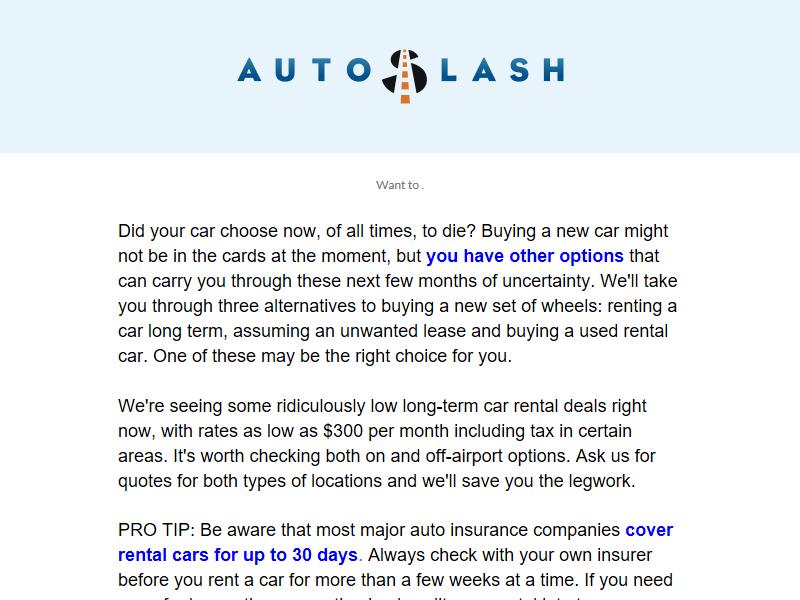 AUTOSLASH
Want to .
Did your car choose now, of all times, to die? Buying a new car might
not be in the cards at the moment, but you have other options that
can carry you through these next few months of uncertainty. We'll take
you through three alternatives to buying a new set of wheels: renting a
car long term, assuming an unwanted lease and buying a used rental
car. One of these may be the right choice for you.
We're seeing some ridiculously low long-term car rental deals right
now, with rates as low as $300 per month including tax in certain
areas. It's worth checking both on and off-airport options. Ask us for
quotes for both types of locations and we'll save you the legwork.
PRO TIP: Be aware that most major auto insurance companies cover
rental cars for up to 30 days. Always check with your own insurer
before you rent a car for more than a few weeks at a time. If you need